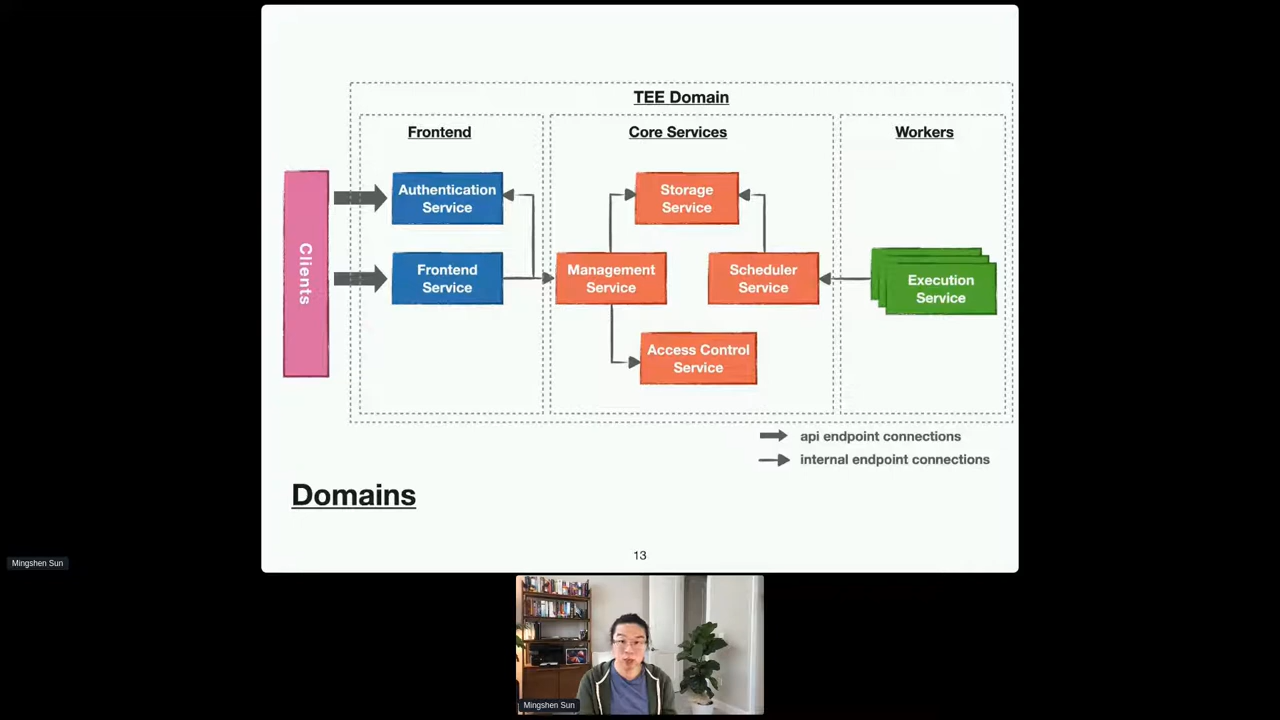 TEE Domain
Frontend
Core Services
Workers
Clients
Authentication
Service
Frontend
Service
Storage
Service
Management
Service
Scheduler
Service
Access Control
Service
Execution
Service
api endpoint connections
internal endpoint connections
Domains
13
Mingshen Sun
Mingshen Sun